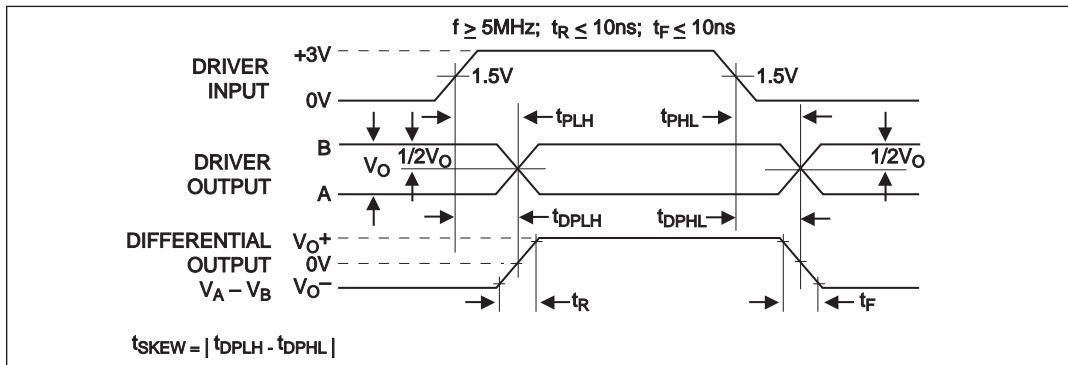 f ≥ 5MHz; tR ≤ 10ns; tF ≤ 10ns
+3V
DRIVER
INPUT
1.5V
1.5V
0V
tPLH
tPHL
B
DRIVER
OUTPUT
VO
1/2VO
1/2VO
A
tDPLH
tDPHL
DIFFERENTIAL
OUTPUT
VA – VB
VO+
0V
VO–
tR
tF
tSKEW = | tDPLH - tDPHL |